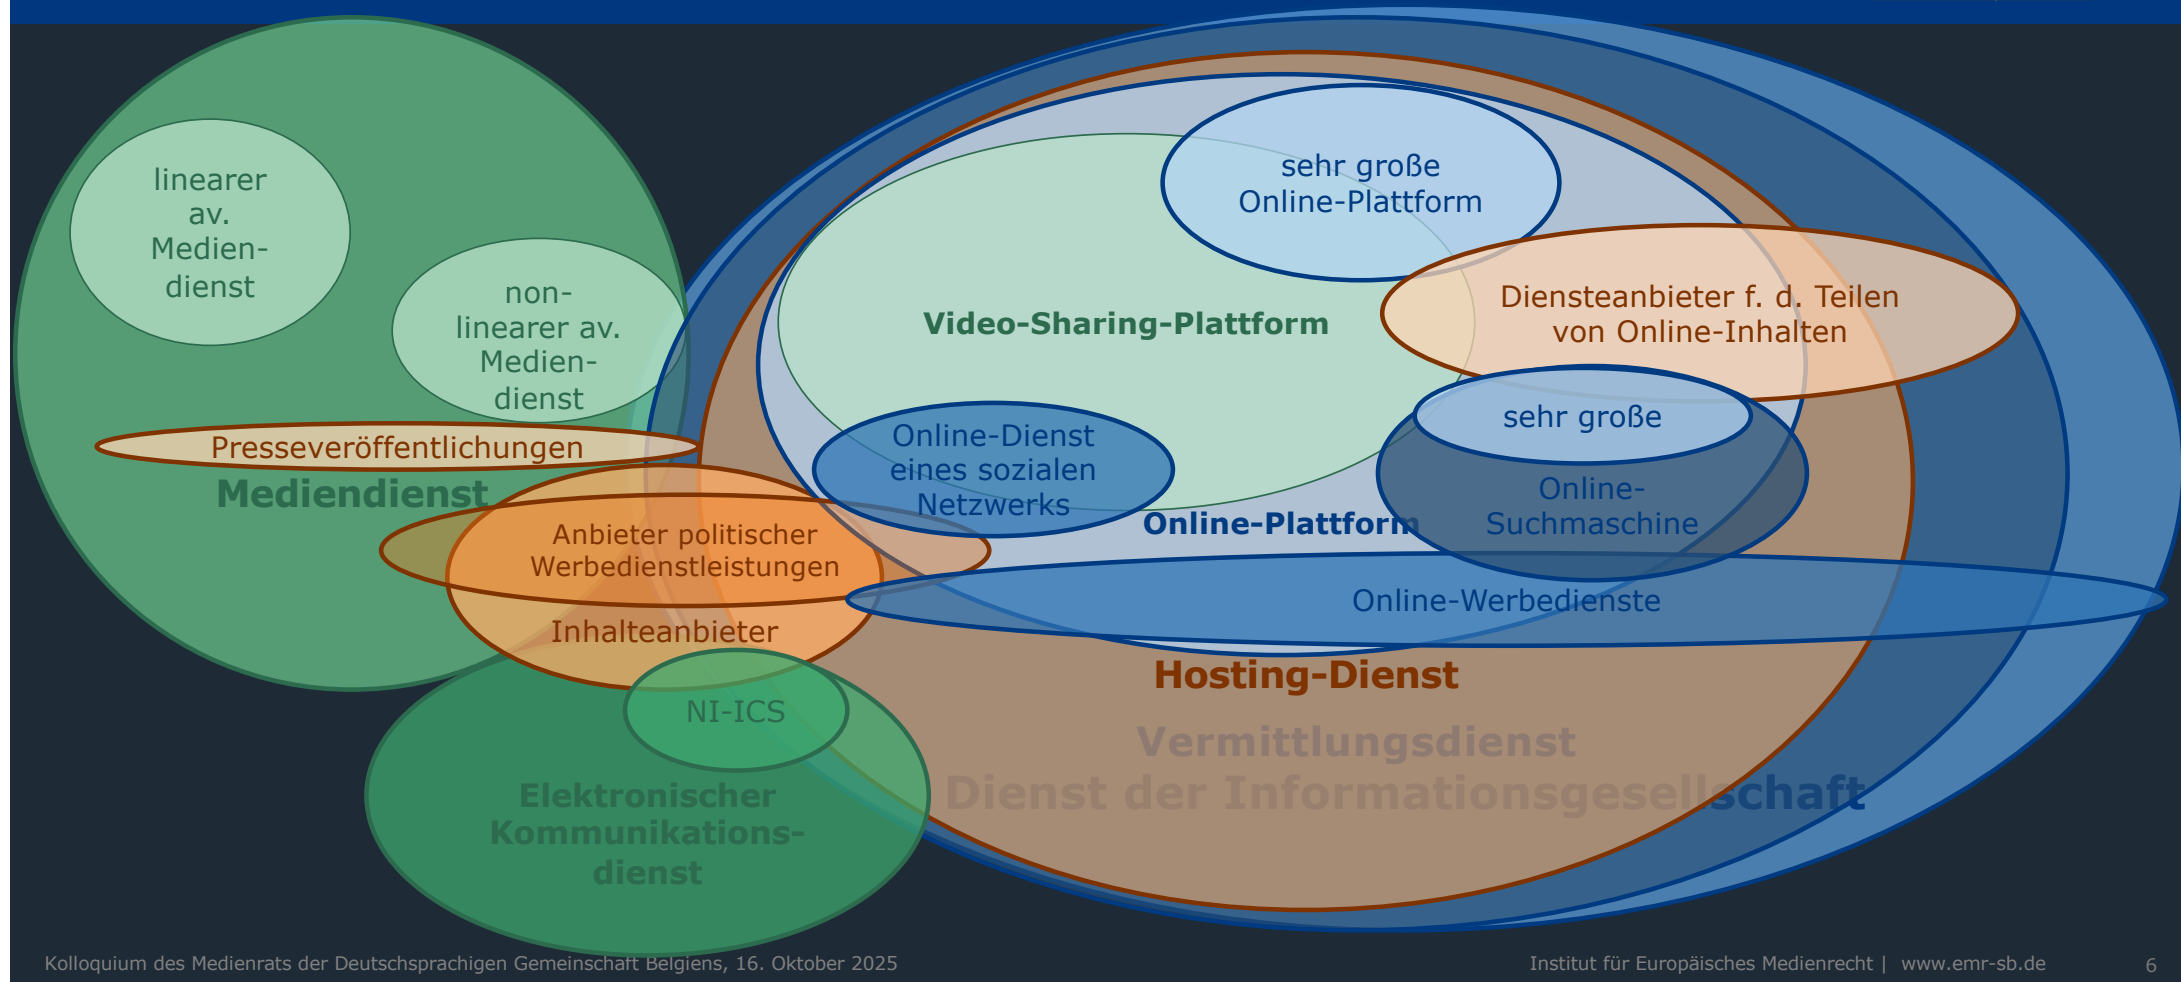 linearer
av.
Medien-
dienst
non-
linearer av.
Medien-
dienst
Presseveröffentlichungen
Mediendienst
Anbieter politischer
Werbedienstleistungen
Inhalteanbieter
NI-ICS
Elektronischer
Kommunikations-
dienst
sehr große
Online-Plattform
Video-Sharing-Plattform
Diensteanbieter f. d. Teilen
von Online-Inhalten
Online-Dienst
eines sozialen
Netzwerks
sehr große
Online-
Suchmaschine
Online-Plattform
Online-Werbedienste
Hosting-Dienst
Vermittlungsdienst
Dienst der Informationsgesellschaft
Kolloquium des Medienrats der Deutschsprachigen Gemeinschaft Belgiens, 16. Oktober 2025
Institut für Europäisches Medienrecht | www.emr-sb.de
6